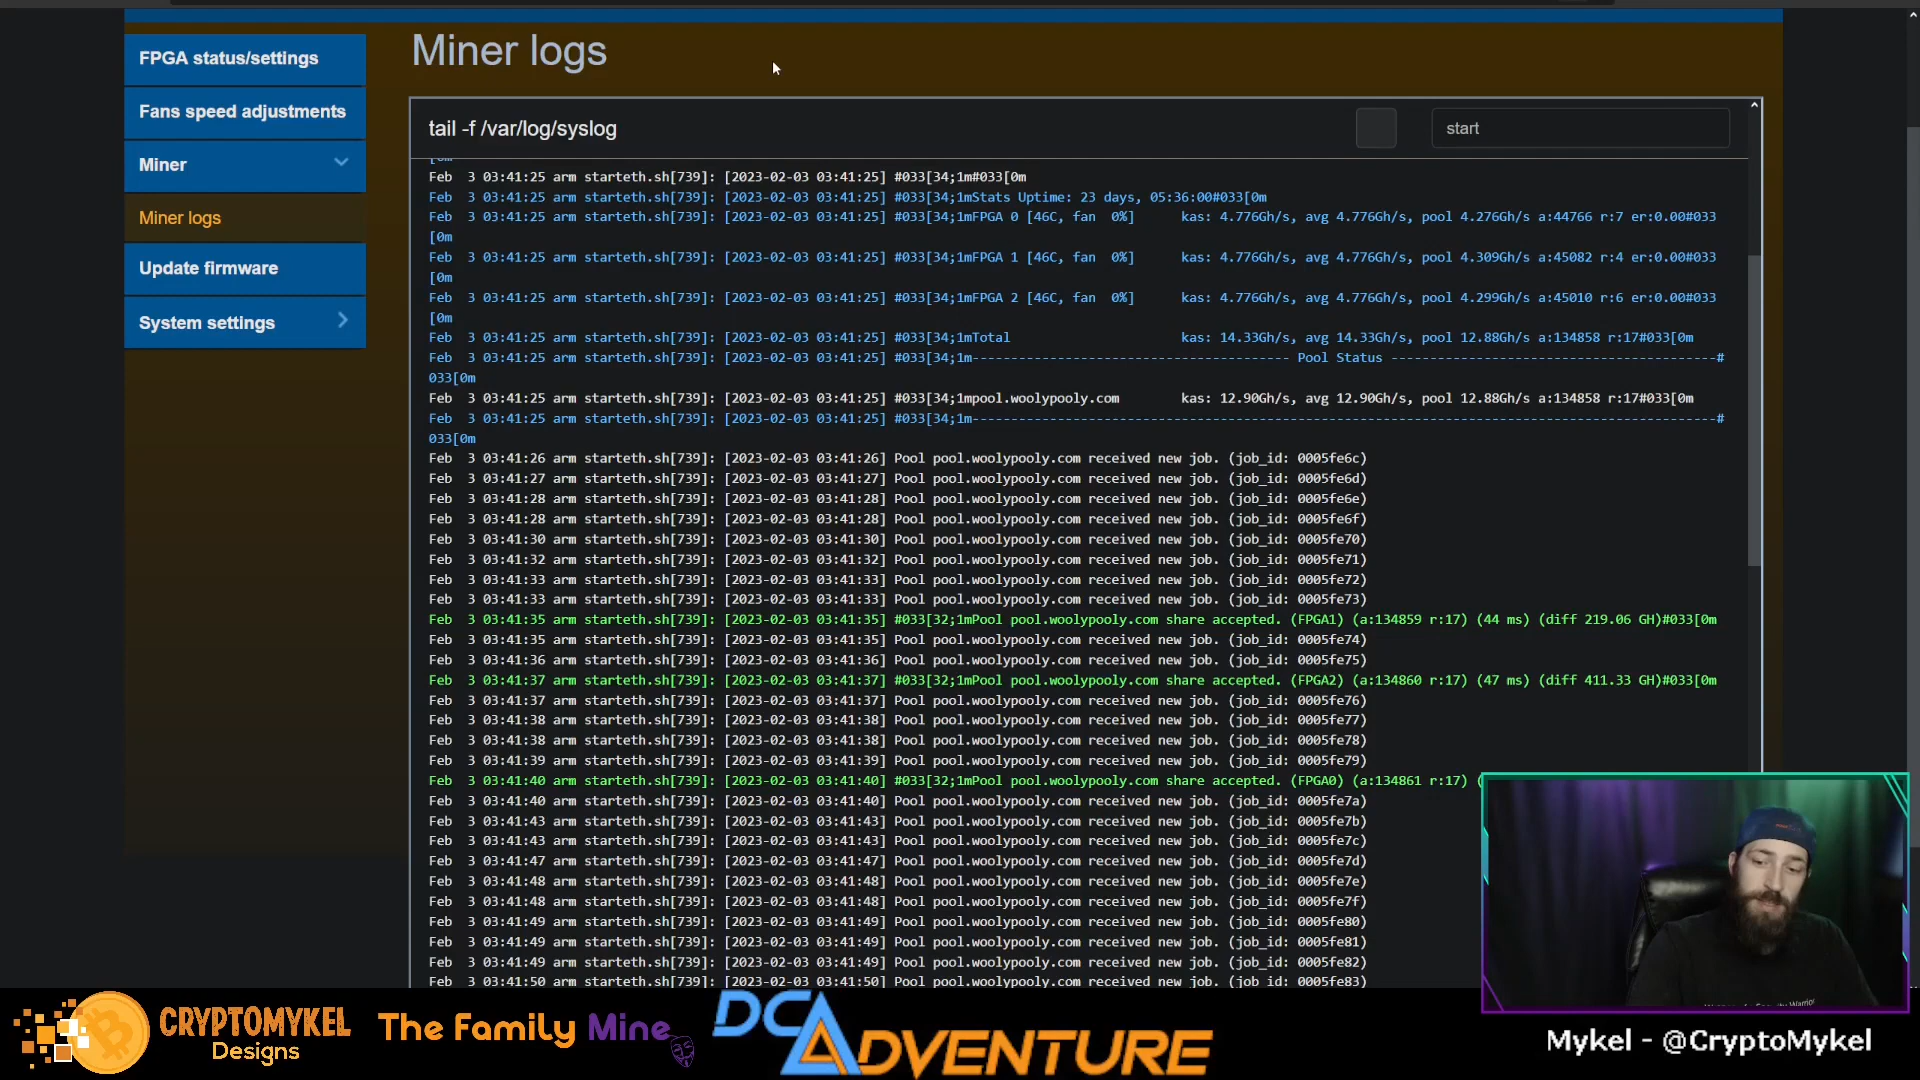 Miner logs
FPGA status/settings
Fans speed adjustments
Miner
Miner logs
Update firmware
System settings
tail -f /var/log/syslog
start
Feb  3 03:41:25 arm starteth.sh[739]: [2023-02-03 03:41:25] #033[34;1m#033[0m
Feb  3 03:41:25 arm starteth.sh[739]: [2023-02-03 03:41:25] #033[34;1mStats Uptime: 23 days, 05:36:00#033[0m
Feb  3 03:41:25 arm starteth.sh[739]: [2023-02-03 03:41:25] #033[34;1mFPGA 0 [46C, fan  0%]      kas: 4.776Gh/s, avg 4.776Gh/s, pool 4.276Gh/s a:44766 r:7 er:0.00#033
[0m
Feb  3 03:41:25 arm starteth.sh[739]: [2023-02-03 03:41:25] #033[34;1mFPGA 1 [46C, fan  0%]      kas: 4.776Gh/s, avg 4.776Gh/s, pool 4.309Gh/s a:45082 r:4 er:0.00#033
[0m
Feb  3 03:41:25 arm starteth.sh[739]: [2023-02-03 03:41:25] #033[34;1mFPGA 2 [46C, fan  0%]      kas: 4.776Gh/s, avg 4.776Gh/s, pool 4.299Gh/s a:45010 r:6 er:0.00#033
[0m
Feb  3 03:41:25 arm starteth.sh[739]: [2023-02-03 03:41:25] #033[34;1mTotal                      kas: 14.33Gh/s, avg 14.33Gh/s, pool 12.88Gh/s a:134858 r:17#033[0m
Feb  3 03:41:25 arm starteth.sh[739]: [2023-02-03 03:41:25] #033[34;1m----------------------------------------- Pool Status ------------------------------------------#
033[0m
Feb  3 03:41:25 arm starteth.sh[739]: [2023-02-03 03:41:25] #033[34;1mpool.woolypooly.com        kas: 12.90Gh/s, avg 12.90Gh/s, pool 12.88Gh/s a:134858 r:17#033[0m
Feb  3 03:41:25 arm starteth.sh[739]: [2023-02-03 03:41:25] #033[34;1m------------------------------------------------------------------------------------------------#
033[0m
Feb  3 03:41:26 arm starteth.sh[739]: [2023-02-03 03:41:26] Pool pool.woolypooly.com received new job. (job_id: 0005fe6c)
Feb  3 03:41:27 arm starteth.sh[739]: [2023-02-03 03:41:27] Pool pool.woolypooly.com received new job. (job_id: 0005fe6d)
Feb  3 03:41:28 arm starteth.sh[739]: [2023-02-03 03:41:28] Pool pool.woolypooly.com received new job. (job_id: 0005fe6e)
Feb  3 03:41:28 arm starteth.sh[739]: [2023-02-03 03:41:28] Pool pool.woolypooly.com received new job. (job_id: 0005fe6f)
Feb  3 03:41:30 arm starteth.sh[739]: [2023-02-03 03:41:30] Pool pool.woolypooly.com received new job. (job_id: 0005fe70)
Feb  3 03:41:32 arm starteth.sh[739]: [2023-02-03 03:41:32] Pool pool.woolypooly.com received new job. (job_id: 0005fe71)
Feb  3 03:41:33 arm starteth.sh[739]: [2023-02-03 03:41:33] Pool pool.woolypooly.com received new job. (job_id: 0005fe72)
Feb  3 03:41:33 arm starteth.sh[739]: [2023-02-03 03:41:33] Pool pool.woolypooly.com received new job. (job_id: 0005fe73)
Feb  3 03:41:35 arm starteth.sh[739]: [2023-02-03 03:41:35] #033[32;1mPool pool.woolypooly.com share accepted. (FPGA1) (a:134859 r:17) (44 ms) (diff 219.06 GH)#033[0m
Feb  3 03:41:35 arm starteth.sh[739]: [2023-02-03 03:41:35] Pool pool.woolypooly.com received new job. (job_id: 0005fe74)
Feb  3 03:41:36 arm starteth.sh[739]: [2023-02-03 03:41:36] Pool pool.woolypooly.com received new job. (job_id: 0005fe75)
Feb  3 03:41:37 arm starteth.sh[739]: [2023-02-03 03:41:37] #033[32;1mPool pool.woolypooly.com share accepted. (FPGA2) (a:134860 r:17) (47 ms) (diff 411.33 GH)#033[0m
Feb  3 03:41:37 arm starteth.sh[739]: [2023-02-03 03:41:37] Pool pool.woolypooly.com received new job. (job_id: 0005fe76)
Feb  3 03:41:38 arm starteth.sh[739]: [2023-02-03 03:41:38] Pool pool.woolypooly.com received new job. (job_id: 0005fe77)
Feb  3 03:41:38 arm starteth.sh[739]: [2023-02-03 03:41:38] Pool pool.woolypooly.com received new job. (job_id: 0005fe78)
Feb  3 03:41:39 arm starteth.sh[739]: [2023-02-03 03:41:39] Pool pool.woolypooly.com received new job. (job_id: 0005fe79)
Feb  3 03:41:40 arm starteth.sh[739]: [2023-02-03 03:41:40] #033[32;1mPool pool.woolypooly.com share accepted. (FPGA0) (a:134861 r:17) (
Feb  3 03:41:40 arm starteth.sh[739]: [2023-02-03 03:41:40] Pool pool.woolypooly.com received new job. (job_id: 0005fe7a)
Feb  3 03:41:43 arm starteth.sh[739]: [2023-02-03 03:41:43] Pool pool.woolypooly.com received new job. (job_id: 0005fe7b)
Feb  3 03:41:43 arm starteth.sh[739]: [2023-02-03 03:41:43] Pool pool.woolypooly.com received new job. (job_id: 0005fe7c)
Feb  3 03:41:47 arm starteth.sh[739]: [2023-02-03 03:41:47] Pool pool.woolypooly.com received new job. (job_id: 0005fe7d)
Feb  3 03:41:48 arm starteth.sh[739]: [2023-02-03 03:41:48] Pool pool.woolypooly.com received new job. (job_id: 0005fe7e)
Feb  3 03:41:48 arm starteth.sh[739]: [2023-02-03 03:41:48] Pool pool.woolypooly.com received new job. (job_id: 0005fe7f)
Feb  3 03:41:49 arm starteth.sh[739]: [2023-02-03 03:41:49] Pool pool.woolypooly.com received new job. (job_id: 0005fe80)
Feb  3 03:41:49 arm starteth.sh[739]: [2023-02-03 03:41:49] Pool pool.woolypooly.com received new job. (job_id: 0005fe81)
Feb  3 03:41:49 arm starteth.sh[739]: [2023-02-03 03:41:49] Pool pool.woolypooly.com received new job. (job_id: 0005fe82)
Feb  3 03:41:50 arm starteth.sh[739]: [2023-02-03 03:41:50] Pool pool.woolypooly.com received new job. (job_id: 0005fe83)
CRYPTOMYKEL
Designs
The Family Mine
DC ADVENTURE
Mykel - @CryptoMykel